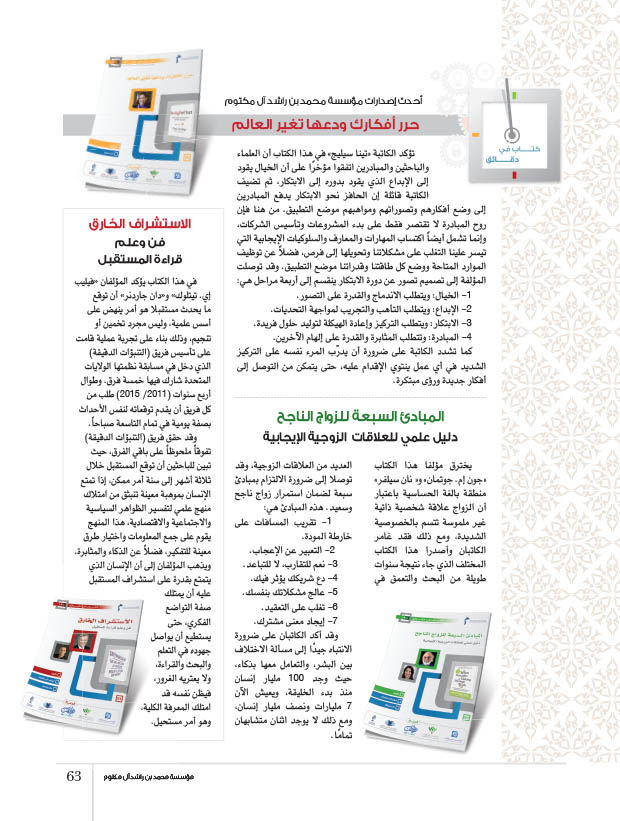 كتاب في
دقائق
أحدث إصدارات مؤسسة محمد بن راشد آل مكتوم
حرر أفكارك ودعها تغير العالم
تؤكد الكاتبة «تينا سيليج» في هذا الكتاب أن العلماء
والباحثين والمبادرين اتفقوا مؤخرًا على أن الخيال يقود
إلى الإبداع الذي يقود بدوره إلى الابتكار، ثم تضيف
الكاتبة قائلة إن الحافز نحو الابتكار يدفع المبادرين
إلى وضع أفكارهم وتصوراتهم ومواهبهم موضع التطبيق. من هنا فإن
روح المبادرة لا تقتصر فقط على بدء المشروعات وتأسيس الشركات،
وإنما تشمل أيضاً اكتساب المهارات والمعارف والسلوكيات الإيجابية التي
تيسر علينا التغلب على مشكلاتنا وتحويلها إلى فرص، فضلاً عن توظيف
الموارد المتاحة ووضع كل طاقتنا وقدراتنا موضع التطبيق. وقد توصلت
المؤلفة إلى تصميم تصور عن دورة الابتكار ينقسم إلى أربعة مراحل هي:
1- الخيال: ويتطلب الاندماج والقدرة على التصور.
2- الإبداع: ويتطلب التأهب والتجريب لمواجهة التحديات.
3- الابتكار: ويتطلب التركيز وإعادة الهيكلة لتوليد حلول فريدة.
4- المبادرة: وتتطلب المثابرة والقدرة على إلهام الآخرين.
كما تشدد الكاتبة على ضرورة أن يدرّب المرء نفسه على التركيز
الشديد في أي عمل ينتوي الإقدام عليه، حتى يتمكن من التوصل إلى
أفكار جديدة ورؤى مبتكرة.
المبادئ السبعة للزواج الناجح
دليل علمي للعلاقات الزوجية الإيجابية
يخترق مؤلفا هذا الكتاب
«جون إم. جوتمان» و« نان سيلفر»
منطقة بالغة الحساسية باعتبار
أن الزواج علاقة شخصية ذاتية
غير ملموسة تتسم بالخصوصية
الشديدة، ومع ذلك فقد غامر
الكاتبان وأصدرا هذا الكتاب
المختلف الذي جاء نتيجة سنوات
طويلة من البحث والتعمق في
العديد من العلاقات الزوجية، وقد
توصلا إلى ضرورة الالتزام بمبادئ
سبعة لضمان استمرار زواج ناجح
وسعيد. هذه المبادئ هي:
1- تقريب المسافات على
خارطة المودة.
2- التعبير عن الإعجاب.
3- نعم للتقارب، لا للتباعد.
4- دع شريكك يؤثر فيك.
5- عالج مشكلاتك بنفسك.
6- تغلب على التعقيد.
7- إيجاد معنى مشترك.
وقد أكد الكاتبان على ضرورة
الانتباه جيدًا إلى مسألة الاختلاف
بين البشر، والتعامل معها بذكاء،
حيث وجد 100 مليار إنسان
منذ بدء الخليقة. ويعيش الآن
7 مليارات ونصف مليار إنسان،
ومع ذلك لا يوجد اثنان متشابهان
تمامًا.
الاستشراف الخارق
فن وعلم
قراءة المستقبل
في هذا الكتاب يؤكد المؤلفان «فيليب
إي. تيتلوك» و«دان جاردنر» أن توقع
ما يحدث مستقبلا هو أمر ينهض على
أسس علمية، وليس مجرد تخمين أو
تنجيم، وذلك بناء على تجربة عملية قامت
على تأسيس فريق (التنبؤات الدقيقة)
الذي دخل في مسابقة نظمتها الولايات
المتحدة شارك فيها خمسة فرق. وطوال
أربع سنوات (2011/ 2015) طلب من
كل فريق أن يقدم توقعاته لنفس الأحداث
بصفة يومية في تمام التاسعة صباحاً.
وقد حقق فريق (التنبؤات الدقيقة)
تفوقاً ملحوظاً على باقي الفرق، حيث
تبين للباحثين أن توقع المستقبل خلال
ثلاثة أشهر إلى سنة أمر ممكن، إذا تمتع
الإنسان بموهبة معينة تنبثق من امتلاك
منهج علمي لتفسير الظواهر السياسية
والاجتماعية والاقتصادية، هذا المنهج
يقوم على جمع المعلومات واختيار طرق
معينة للتفكير، فضلاً عن الذكاء والمثابرة.
ويذهب المؤلفان إلى أن الإنسان الذي
يتمتع بقدرة على استشراف المستقبل
عليه أن يمتلك
صفة التواضع
الفكري، حتى
يستطيع أن يواصل
جهوده في التعلم
والبحث والقراءة،
ولا يعتريه الغرور،
فيظن نفسه قد
امتلك المعرفة الكلية،
وهو أمر مستحيل.
المبادئ السبعة للزواج الناجح
الاستشراف الخارق
مؤسسة محمد بن راشد آل مكتوم
63